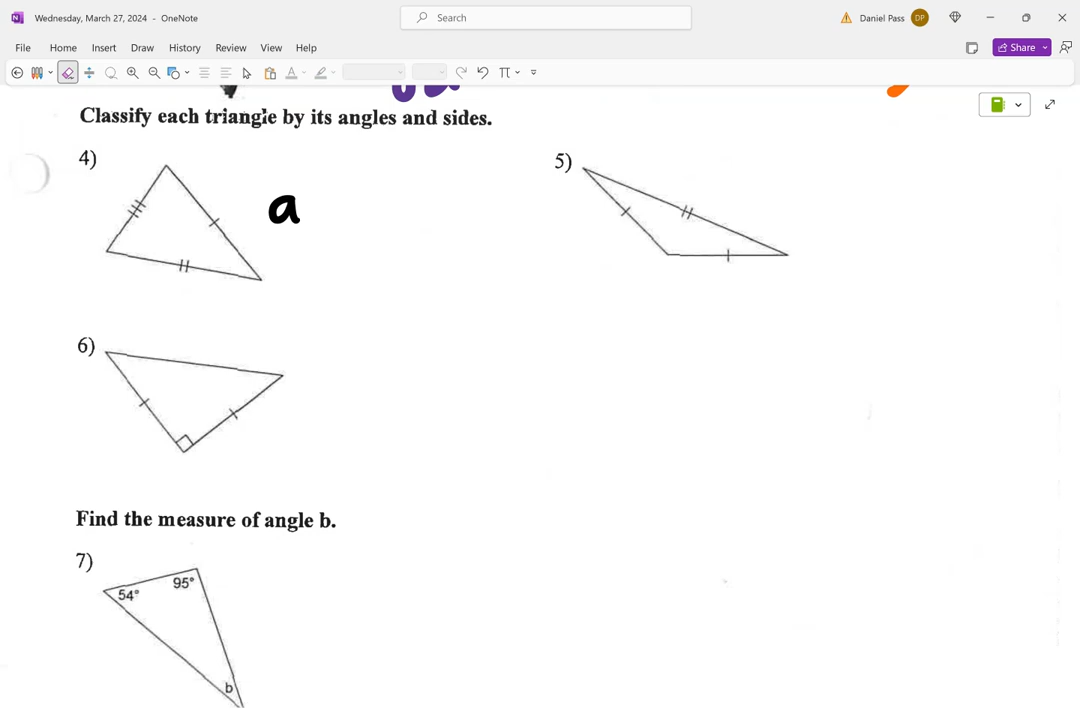 Wednesday, March 27, 2024 - OneNote
Search
Daniel Pass
DP
File Home Insert Draw History Review View Help
Share
Classify each triangle by its angles and sides.
4)
a
5)
6)
Find the measure of angle b.
7)
95°
54°
b